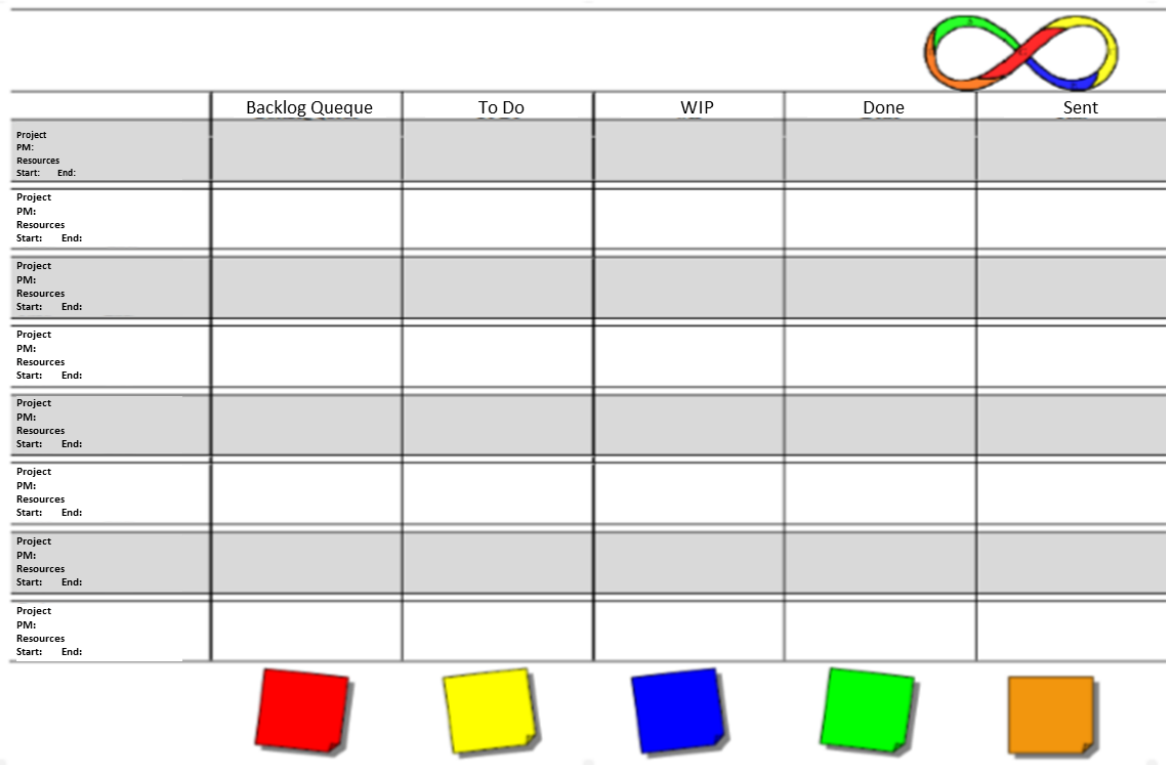 Backlog Queque To Do WIP Done Sent
Project
PM:
Resources
Start: End:
Project
PM:
Resources
Start: End:
Project
PM:
Resources
Start: End:
Project
PM:
Resources
Start: End:
Project
PM:
Resources
Start: End:
Project
PM:
Resources
Start: End:
Project
PM:
Resources
Start: End:
Project
PM:
Resources
Start: End: